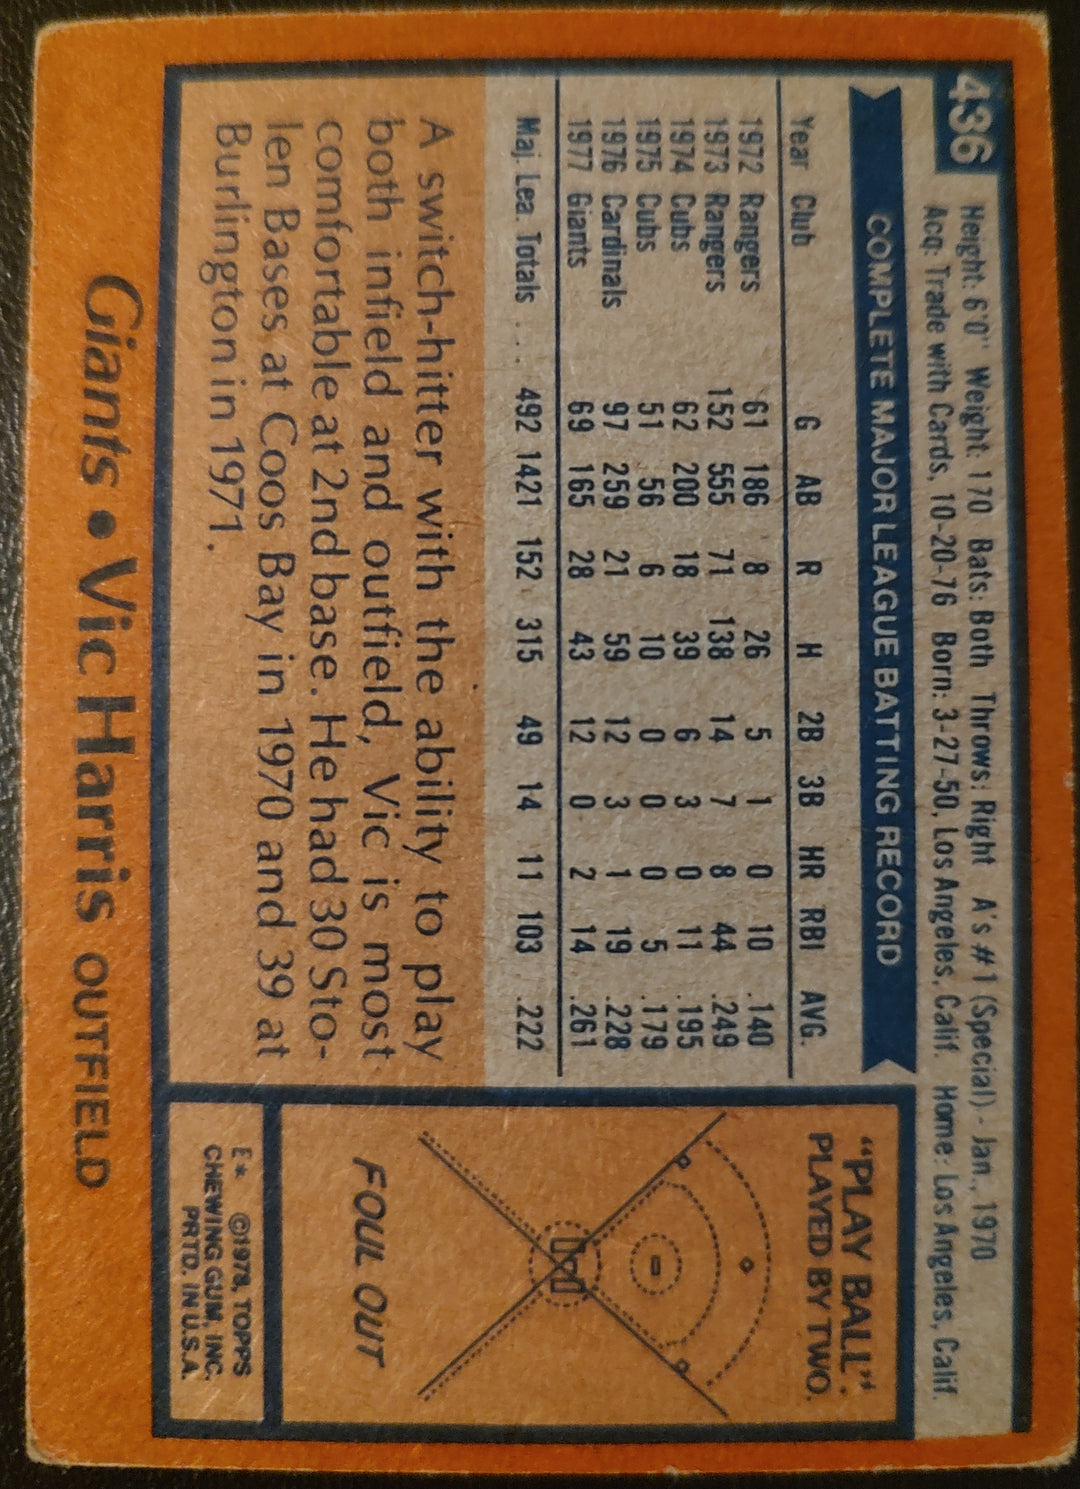 436
Height: 6'0" Weight: 170 Bats: Both Throws: Right A's #1 (Special) - Jan., 1970
Acq: Trade with Cards, 10-20-76 Born: 3-27-50, Los Angeles, Calif. Home: Los Angeles, Calif.
COMPLETE MAJOR LEAGUE BATTING RECORD
Year Club G AB R H 2B 3B HR RBI AVG.
1972 Rangers 61 186 8 26 5 1 0 10 .140
1973 Rangers 152 555 71 138 14 7 8 44 .249
1974 Cubs 62 200 18 39 6 3 0 11 .195
1975 Cubs 51 56 6 10 0 0 0 5 .179
1976 Cardinals 97 259 21 59 12 3 1 19 .228
1977 Giants 69 165 28 43 12 0 2 14 .261
Maj. Lea. Totals .... 492 1421 152 315 49 14 11 103 .222
A switch-hitter with the ability to play
both infield and outfield, Vic is most
comfortable at 2nd base. He had 30 Sto-
len Bases at Coos Bay in 1970 and 39 at
Burlington in 1971.
"PLAY BALL".
PLAYED BY TWO.
FOUL OUT
E* ©1978, TOPPS
CHEWING GUM, INC.
PRTD. IN U.S.A.
Giants • Vic Harris OUTFIELD